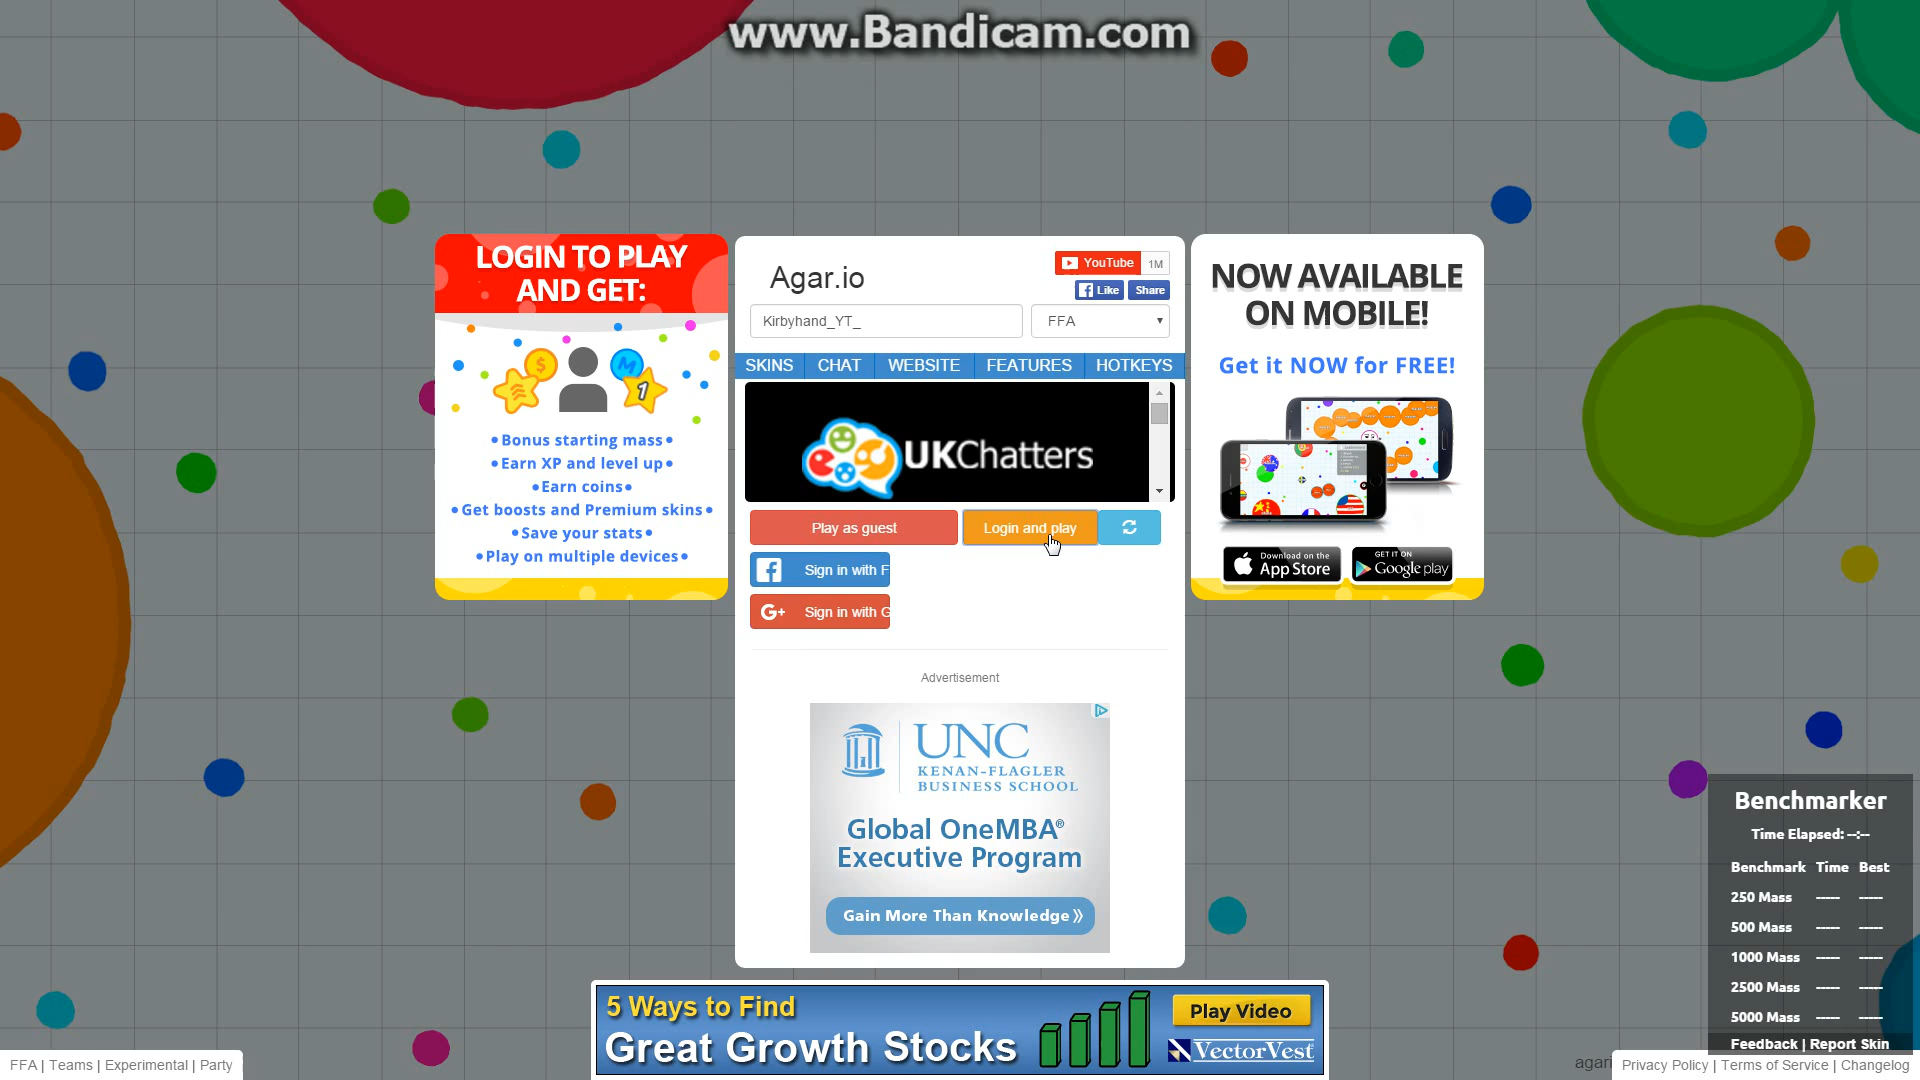 www.Bandicam.com
LOGIN TO PLAY
AND GET:
•Bonus starting mass•
•Earn XP and level up•
•Earn coins•
•Get boosts and Premium skins•
•Save your stats•
•Play on multiple devices•
Agar.io
YouTube 1M
Like Share
Kirbyhand_YT_ FFA
SKINS CHAT WEBSITE FEATURES HOTKEYS
UKChatters
Play as guest Login and play
Sign in with F
G+ Sign in with G
Advertisement
UNC
KENAN-FLAGLER
BUSINESS SCHOOL
Global OneMBA®
Executive Program
Gain More Than Knowledge »
NOW AVAILABLE
ON MOBILE!
Get it NOW for FREE!
Download on the
App Store
GET IT ON
Google play
Benchmarker
Time Elapsed: --:--
Benchmark Time Best
250 Mass ----- -----
500 Mass ----- -----
1000 Mass ----- -----
2500 Mass ----- -----
5000 Mass ----- -----
Feedback | Report Skin
5 Ways to Find
Great Growth Stocks
Play Video
VectorVest
FFA | Teams | Experimental | Party
agari
Privacy Policy | Terms of Service | Changelog